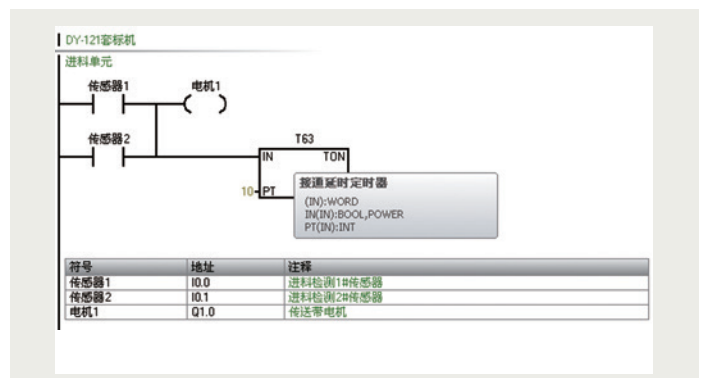 DY-121套标机
进料单元
传感器1 电机1
传感器2
T63
IN TON
10 PT
接通延时定时器
(IN):WORD
IN(IN):BOOL,POWER
PT(IN):INT
符号 地址 注释
传感器1 I0.0 进料检测1#传感器
传感器2 I0.1 进料检测2#传感器
电机1 Q1.0 传送带电机